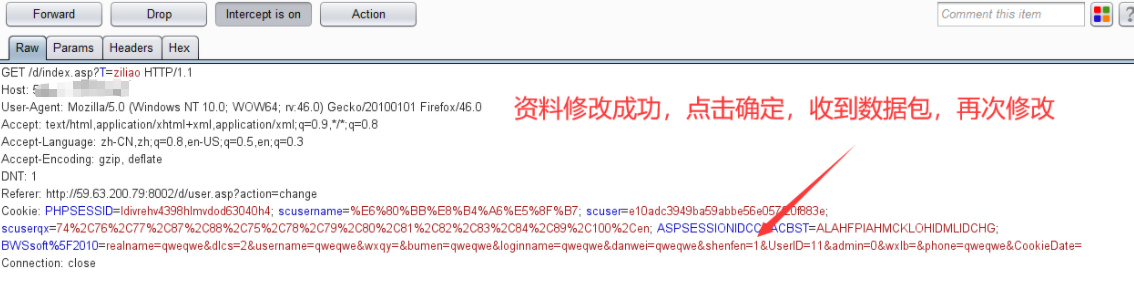 Forward Drop Intercept is on Action Comment this item ?
Raw Params Headers Hex
GET /d/index.asp?T=ziliao HTTP/1.1
Host: 5
User-Agent: Mozilla/5.0 (Windows NT 10.0; WOW64; rv:46.0) Gecko/20100101 Firefox/46.0
资料修改成功，点击确定，收到数据包，再次修改
Accept: text/html,application/xhtml+xml,application/xml;q=0.9,*/*;q=0.8
Accept-Language: zh-CN,zh;q=0.8,en-US;q=0.5,en;q=0.3
Accept-Encoding: gzip, deflate
DNT: 1
Referer: http://59.63.200.79:8002/d/user.asp?action=change
Cookie: PHPSESSID=ldivrehv4398hlmvdod63040h4; scusername=%E6%80%BB%E8%B4%A6%E5%8F%B7; scuser=e10adc3949ba59abbe56e057f20f883e;
scuserqx=74%2C76%2C77%2C87%2C88%2C75%2C78%2C79%2C80%2C81%2C82%2C83%2C84%2C89%2C100%2Cen; ASPSESSIONIDCC ACBST=ALAHFPIAHMCKLOHIDMLIDCHG;
BWSsoft%5F2010=realname=qweqwe&dlcs=2&username=qweqwe&wxqy=&bumen=qweqwe&loginname=qweqwe&danwei=qweqwe&shenfen=1&UserID=11&admin=0&wxlb=&phone=qweqwe&CookieDate=
Connection: close